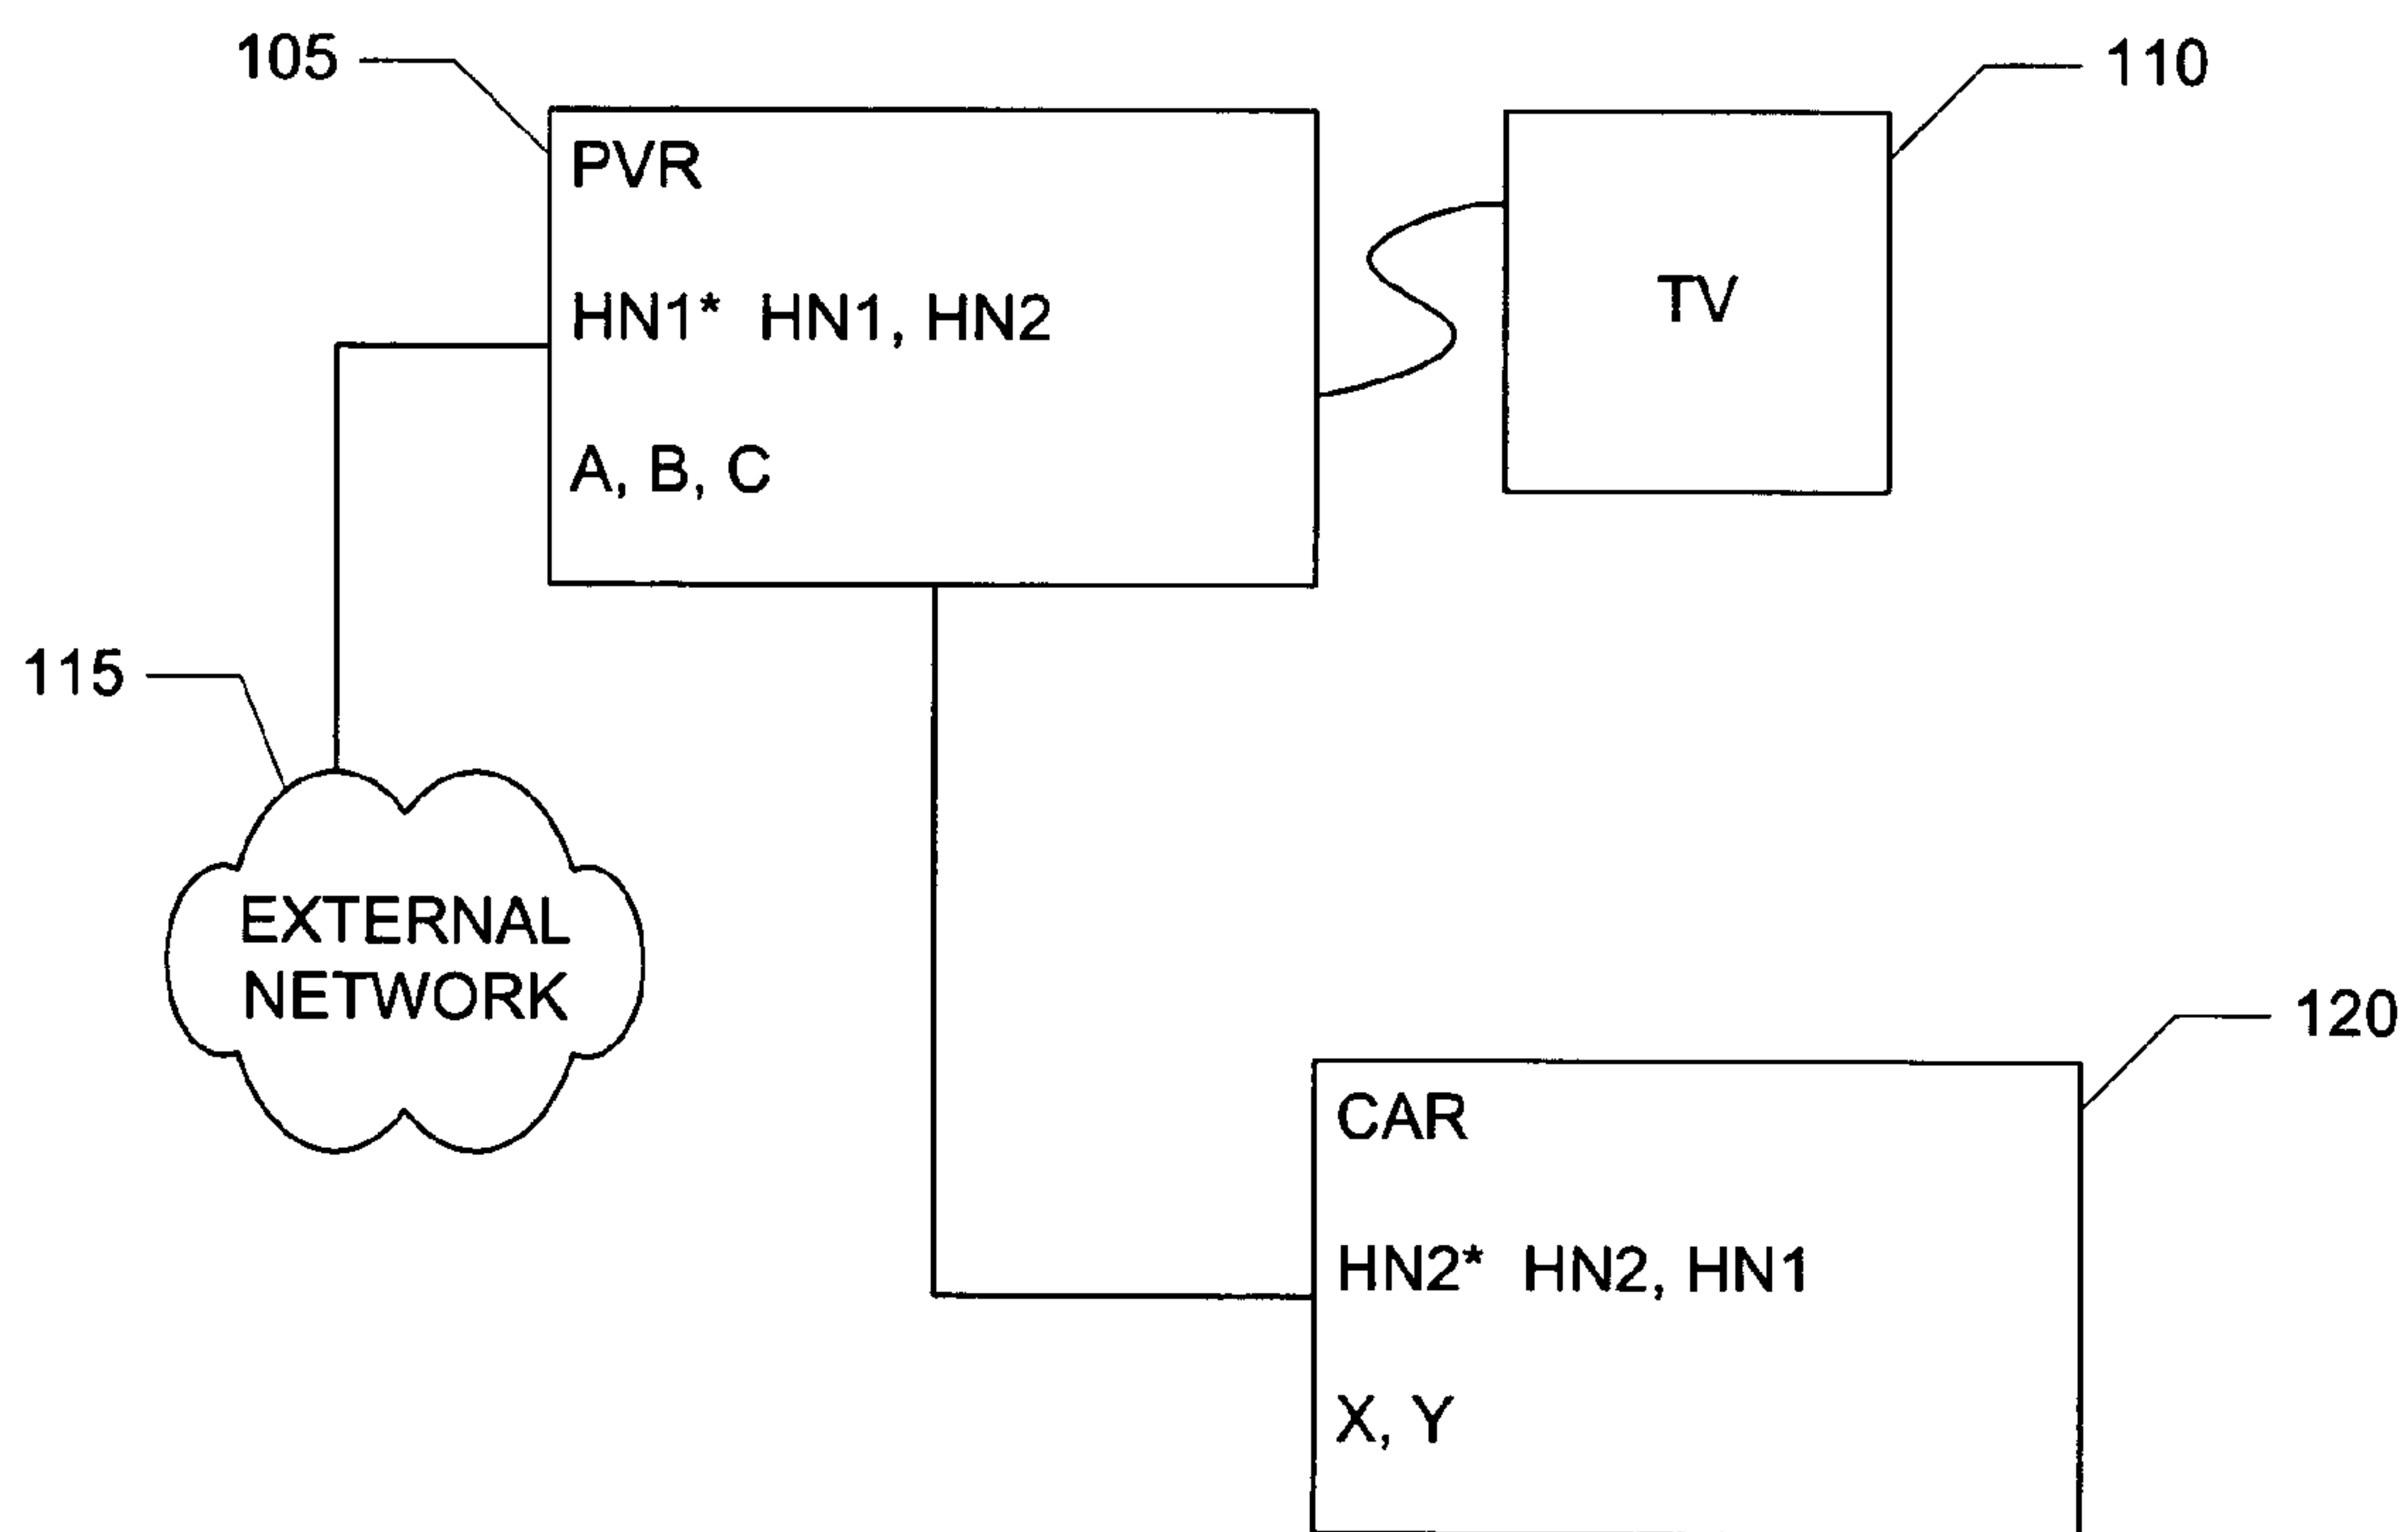 105
110
PVR
HN1* HN1, HN2
A, B, C
TV
115
EXTERNAL
NETWORK
120
CAR
HN2* HN2, HN1
X, Y